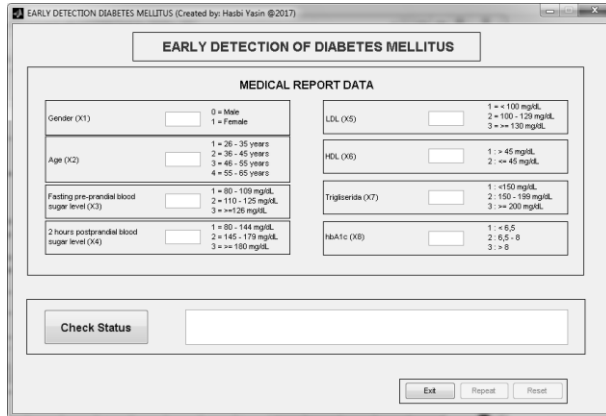 EARLY DETECTION DIABETES MELLITUS (Created by: Hasbi Yasin @2017)
EARLY DETECTION OF DIABETES MELLITUS
MEDICAL REPORT DATA
Gender (X1)
0 = Male
1 = Female
Age (X2)
1 = 26 - 35 years
2 = 36 - 45 years
3 = 46 - 55 years
4 = 55 - 65 years
Fasting pre-prandial blood
sugar level (X3)
1 = 80 - 109 mg/dL
2 = 110 - 125 mg/dL
3 = >=126 mg/dL
2 hours postprandial blood
sugar level (X4)
1 = 80 - 144 mg/dL
2 = 145 - 179 mg/dL
3 = >= 180 mg/dL
LDL (X5)
1 = < 100 mg/dL
2 = 100 - 129 mg/dL
3 = >= 130 mg/dL
HDL (X6)
1 : > 45 mg/dL
2 : <= 45 mg/dL
Trigliserida (X7)
1 : <150 mg/dL
2 : 150 - 199 mg/dL
3 : >= 200 mg/dL
hbA1c (X8)
1 : < 6,5
2 : 6,5 - 8
3 : > 8
Check Status
Exit
Repeat
Reset